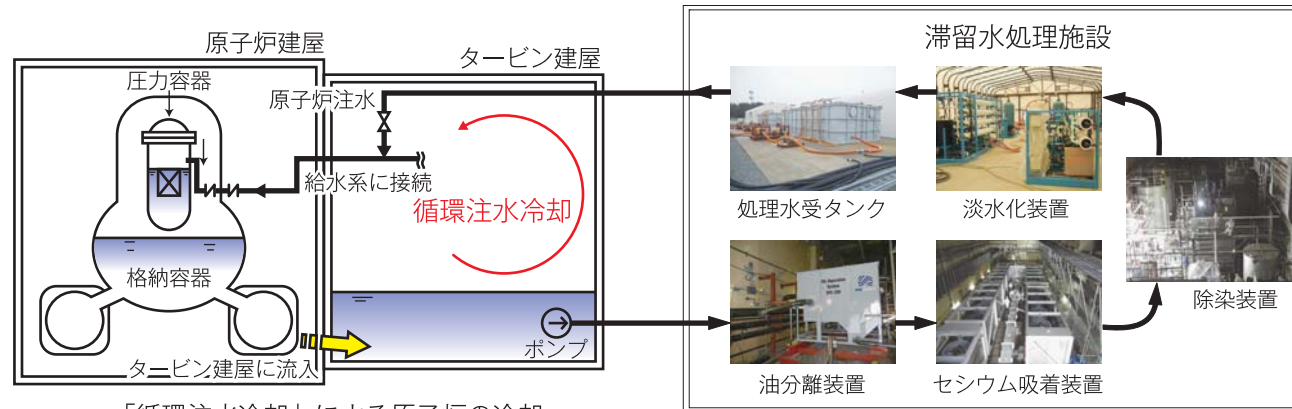 原子炉建屋
圧力容器
タービン建屋
原子炉注水
給水系に接続
循環注水冷却
格納容器
ポンプ
タービン建屋に流入
滞留水処理施設
処理水受タンク
淡水化装置
除染装置
油分離装置
セシウム吸着装置